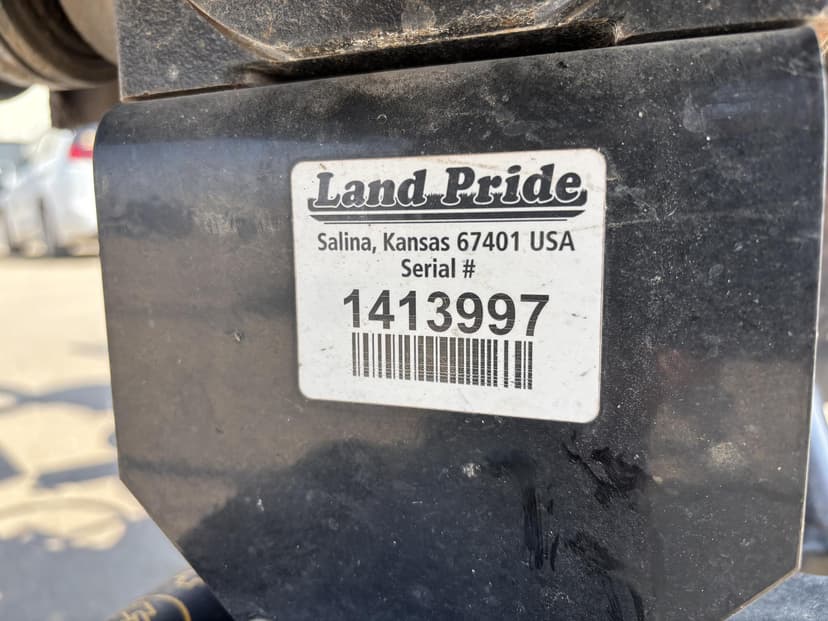 Land Pride
Salina, Kansas 67401 USA
Serial #
1413997